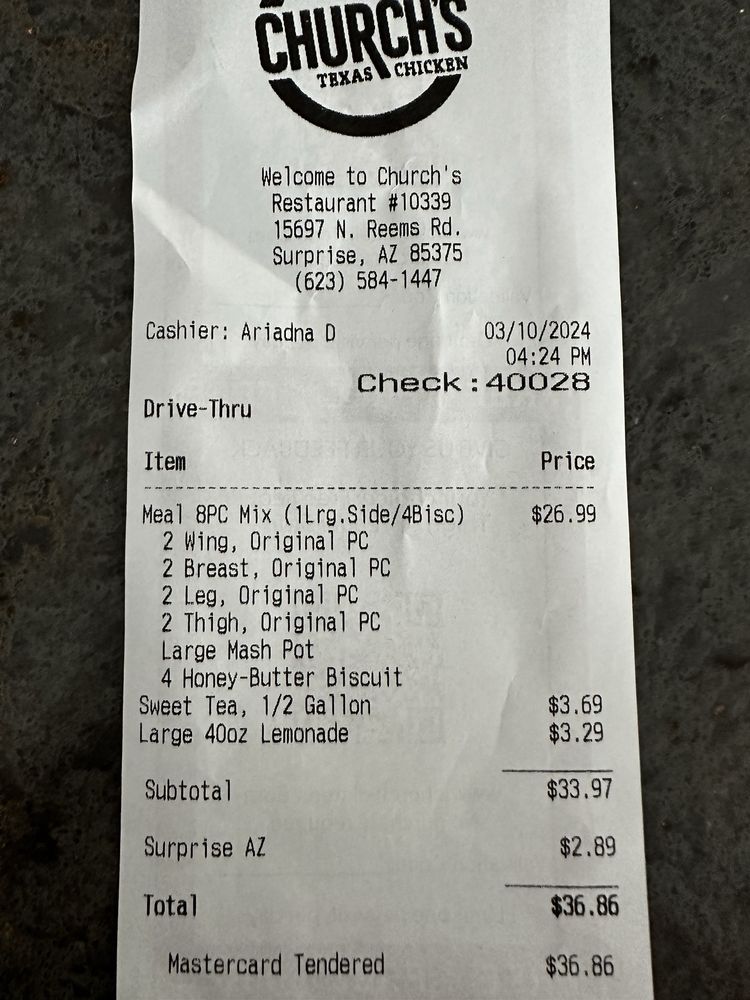 CHURCH'S
TEXAS CHICKEN
Welcome to Church's
Restaurant #10339
15697 N. Reems Rd.
Surprise, AZ 85375
(623) 584-1447
Cashier: Ariadna D 03/10/2024
04:24 PM
Check:40028
Drive-Thru
Item Price
Meal 8PC Mix (1Lrg.Side/4Bisc) $26.99
2 Wing, Original PC
2 Breast, Original PC
2 Leg, Original PC
2 Thigh, Original PC
Large Mash Pot
4 Honey-Butter Biscuit
Sweet Tea, 1/2 Gallon $3.69
Large 40oz Lemonade $3.29
Subtotal $33.97
Surprise AZ $2.89
Total $36.86
Mastercard Tendered $36.86